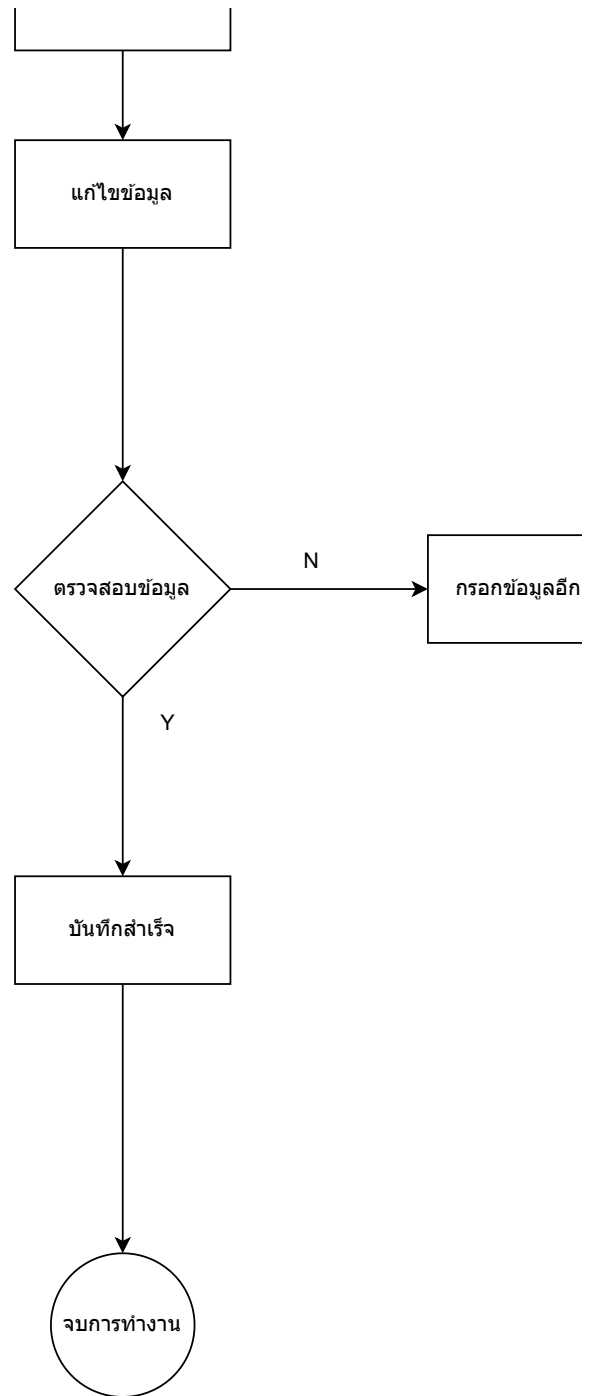 แก้ไขข้อมูล
ตรวจสอบข้อมูล
N
กรอกข้อมูลอีก
Y
บันทึกสำเร็จ
จบการทำงาน